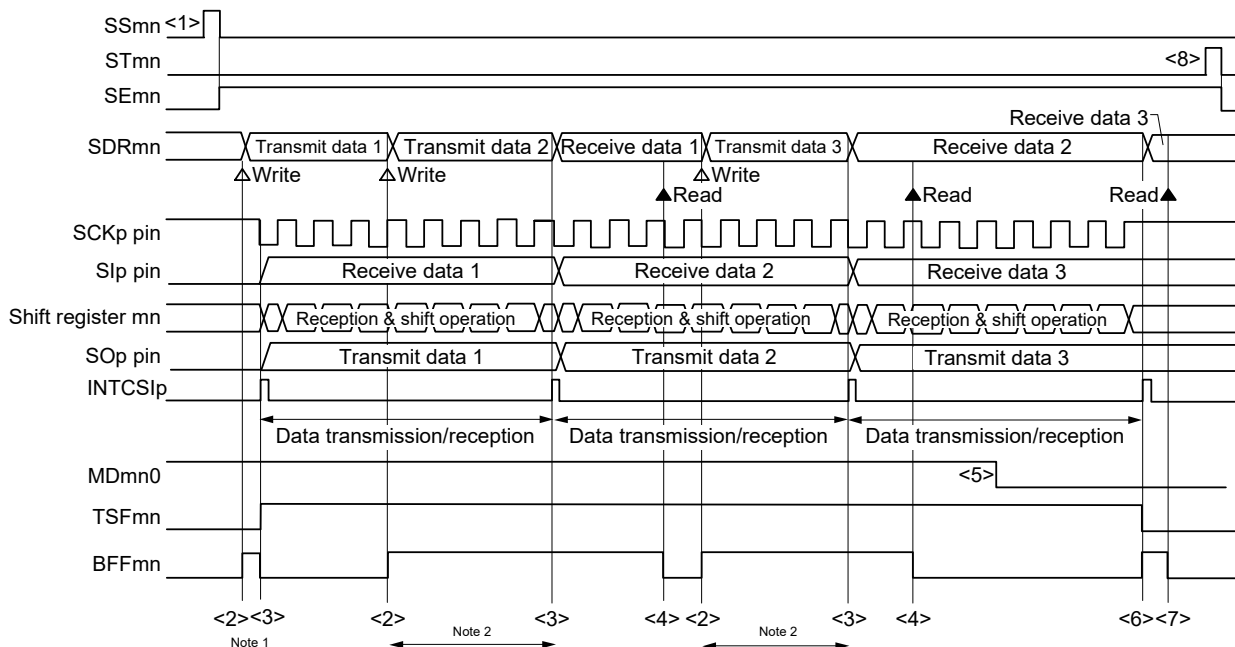 SSmn <1>
STmn <8>
SEmn
Receive data 3
SDRmn Transmit data 1 Transmit data 2 Receive data 1 Transmit data 3 Receive data 2
Write Write Write
Read Read Read
SCKp pin
SIp pin Receive data 1 Receive data 2 Receive data 3
Shift register mn Reception & shift operation Reception & shift operation Reception & shift operation
SOp pin Transmit data 1 Transmit data 2 Transmit data 3
INTCSIp
Data transmission/reception Data transmission/reception Data transmission/reception
MDmn0 <5>
TSFmn
BFFmn
<2> <3> <2> <3> <4> <2> <3> <4> <6> <7>
Note 1 Note 2 Note 2